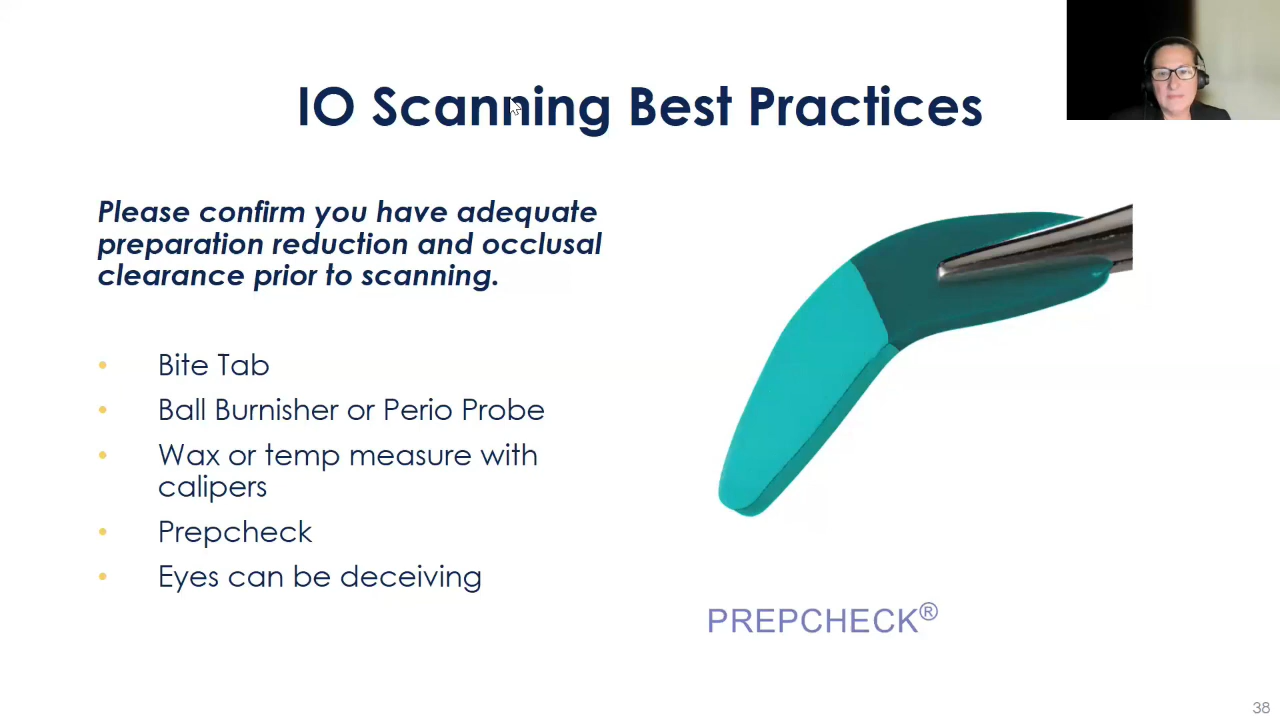 IO Scanning Best Practices
Please confirm you have adequate
preparation reduction and occlusal
clearance prior to scanning.
• Bite Tab
• Ball Burnisher or Perio Probe
• Wax or temp measure with
calipers
• Prepcheck
• Eyes can be deceiving
PREPCHECK®
38